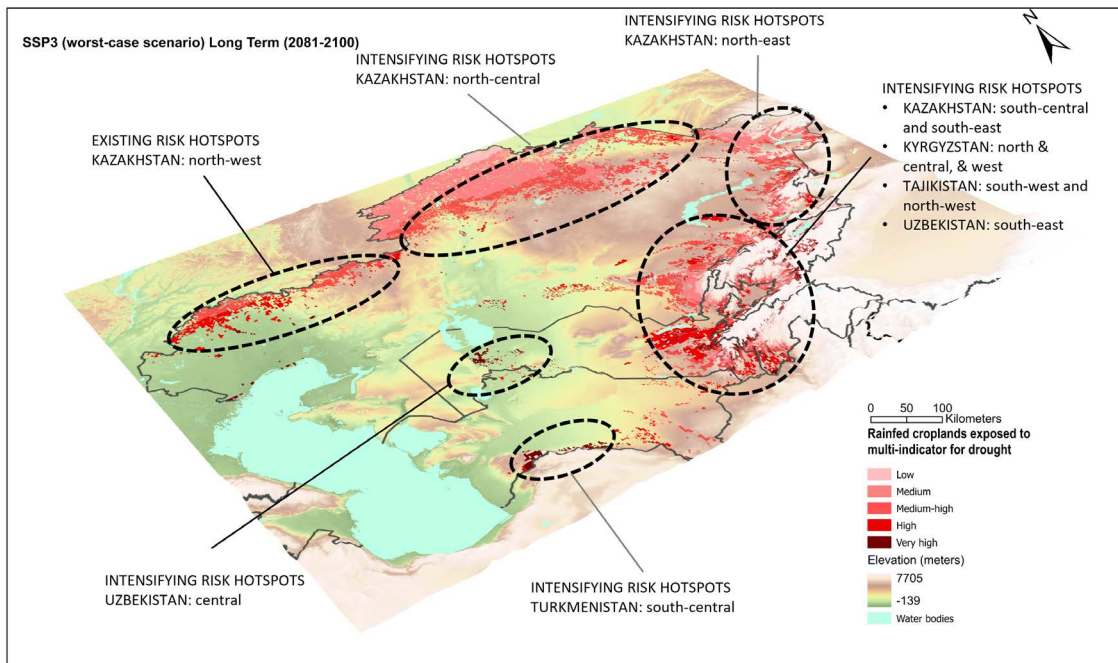 SSP3 (worst-case scenario) Long Term (2081-2100)
INTENSIFYING RISK HOTSPOTS
KAZAKHSTAN: north-east
N
INTENSIFYING RISK HOTSPOTS
KAZAKHSTAN: north-central
INTENSIFYING RISK HOTSPOTS
• KAZAKHSTAN: south-central
and south-east
• KYRGYZSTAN: north &
central, & west
• TAJIKISTAN: south-west and
north-west
• UZBEKISTAN: south-east
EXISTING RISK HOTSPOTS
KAZAKHSTAN: north-west
0 50 100
Kilometers
Rainfed croplands exposed to
multi-indicator for drought
Low
Medium
Medium-high
High
Very high
Elevation (meters)
7705
-139
Water bodies
INTENSIFYING RISK HOTSPOTS
UZBEKISTAN: central
INTENSIFYING RISK HOTSPOTS
TURKMENISTAN: south-central